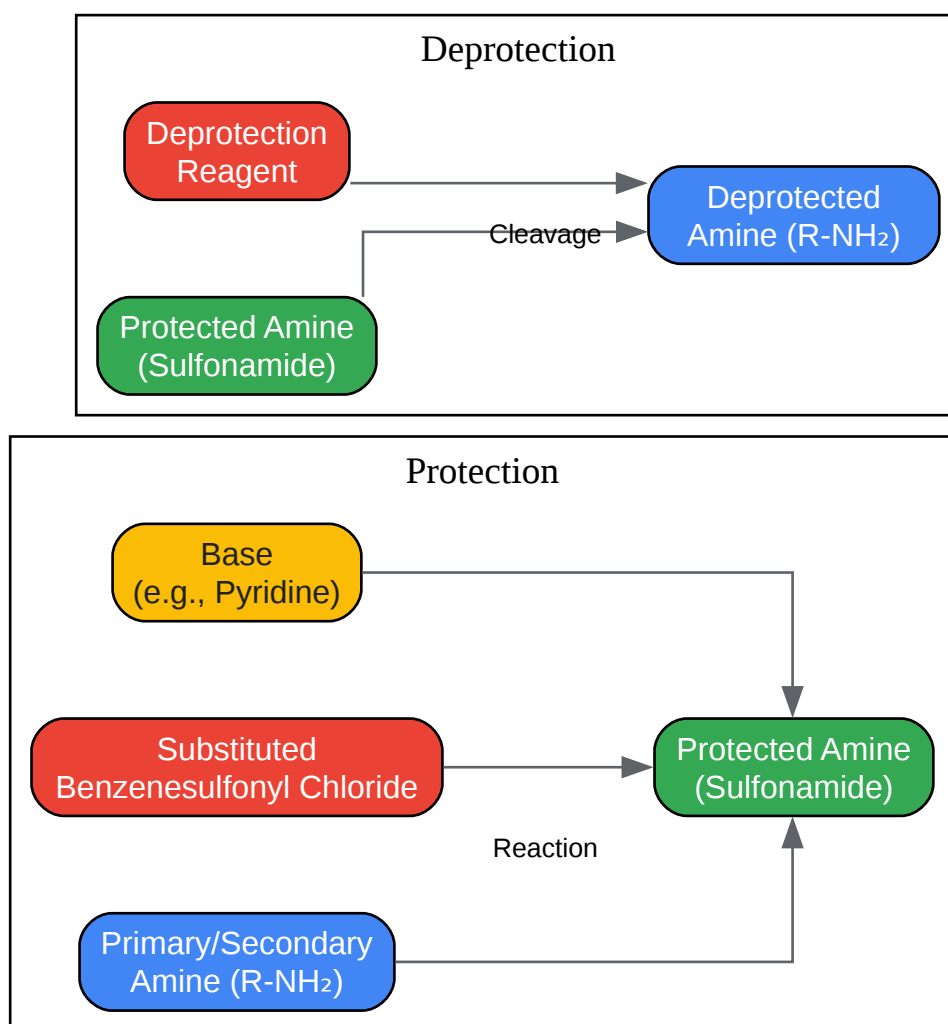 Deprotection
Deprotection
Reagent
Deprotected
Amine (R-NH₂)
Cleavage
Protected Amine
(Sulfonamide)
Protection
Base
(e.g., Pyridine)
Substituted
Benzenesulfonyl Chloride
Protected Amine
(Sulfonamide)
Reaction
Primary/Secondary
Amine (R-NH₂)